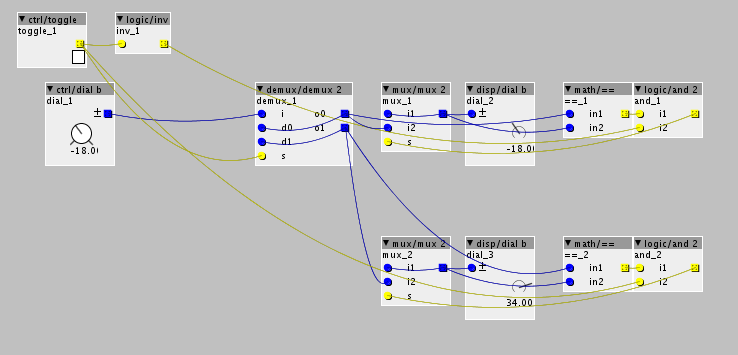 ▼ ctrl/toggle
toggle_1
▼ logic/inv
inv_1
▼ ctrl/dial b
dial_1
±
-18.0
▼ demux/demux 2
demux_1
i o0
d0 o1
d1
s
▼ mux/mux 2
mux_1
i1
i2
s
▼ disp/dial b
dial_2
±
-18.0
▼ math/==
==_1
in1
in2
▼ logic/and 2
and_1
i1
i2
▼ mux/mux 2
mux_2
i1
i2
s
▼ disp/dial b
dial_3
±
34.00
▼ math/==
==_2
in1
in2
▼ logic/and 2
and_2
i1
i2